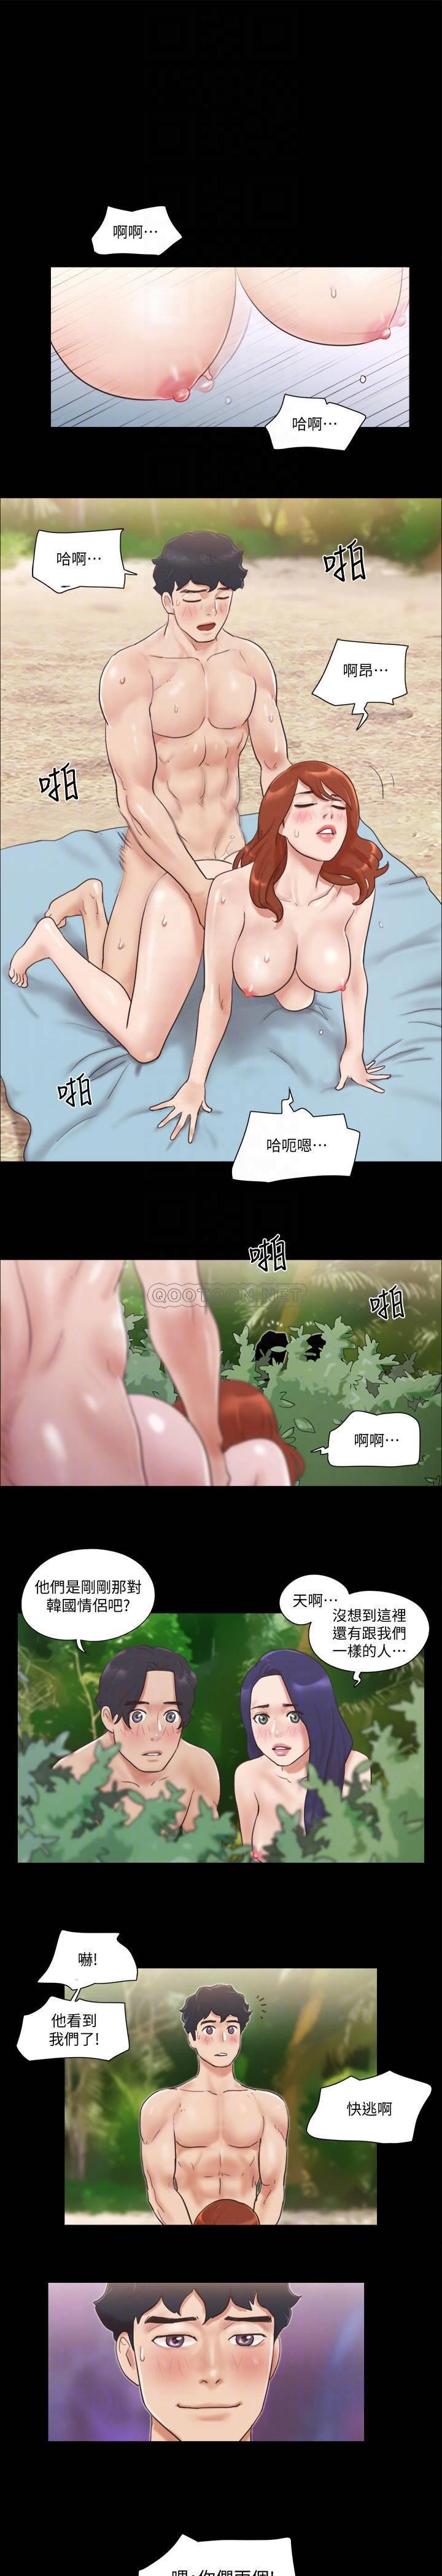 啊啊⋯
哈啊⋯
哈啊⋯
啪
啊昂⋯
啪
啪
哈呃嗯⋯
啪
QOOTOON.NET
啪
啊啊⋯
他們是剛剛那對
韓國情侶吧?
天啊⋯
沒想到這裡
還有跟我們
一樣的人⋯
嚇!
他看到
我們了!
快逃啊